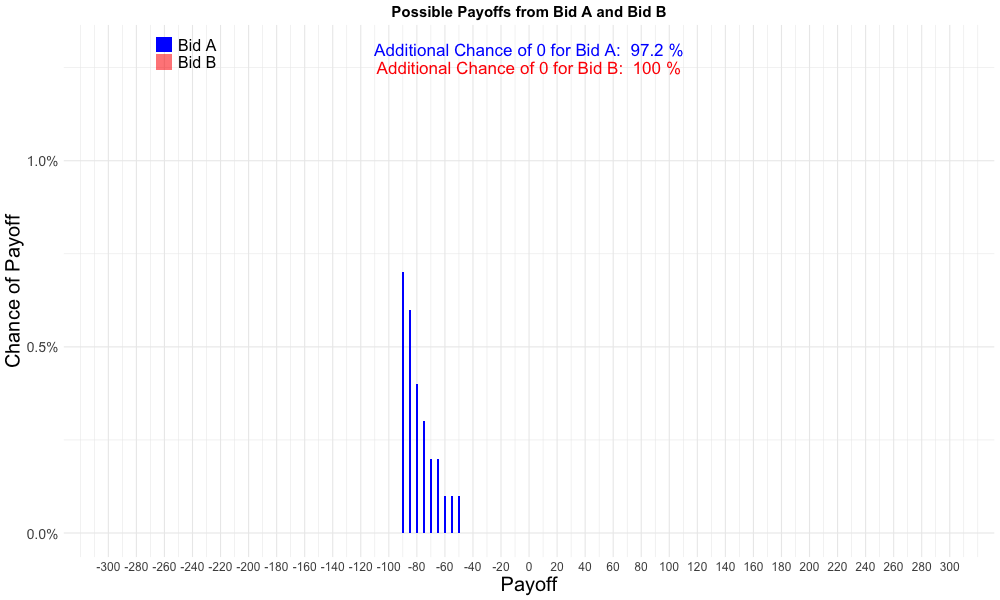 Possible Payoffs from Bid A and Bid B
Bid A
Bid B
Additional Chance of 0 for Bid A:  97.2 %
Additional Chance of 0 for Bid B:  100 %
Chance of Payoff
1.0%
0.5%
0.0%
-300 -280 -260 -240 -220 -200 -180 -160 -140 -120 -100 -80 -60 -40 -20 0 20 40 60 80 100 120 140 160 180 200 220 240 260 280 300
Payoff